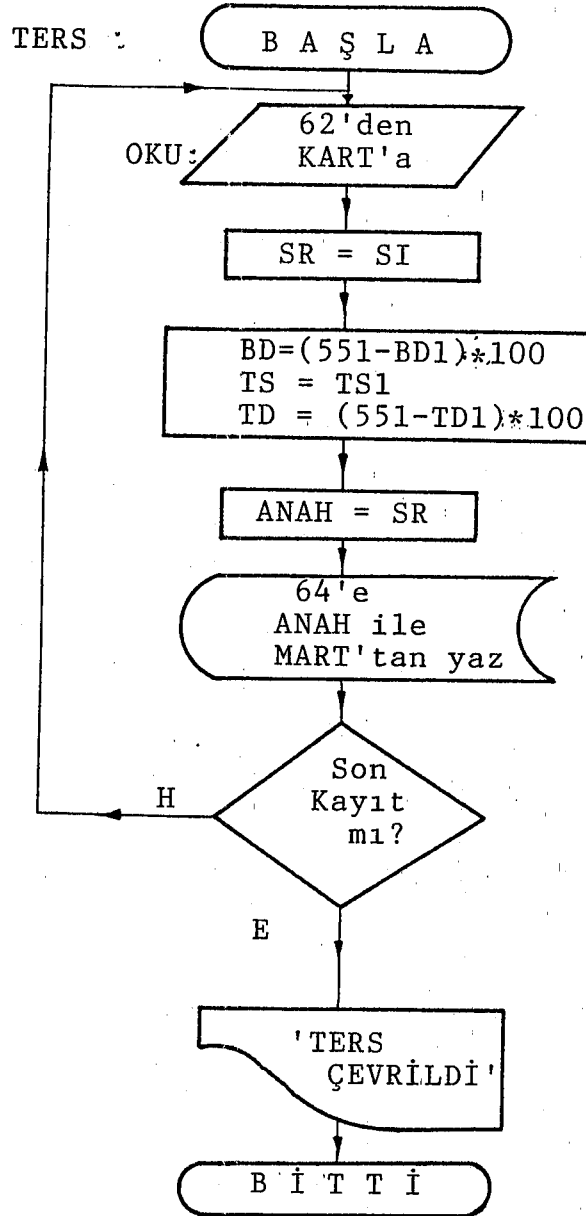 TERS :
B A Ş L A
62'den
OKU: KART'a
SR = SI
BD=(551-BD1)*100
TS = TS1
TD = (551-TD1)*100
ANAH = SR
64'e
ANAH ile
MART'tan yaz
Son
H Kayıt
mı?
E
'TERS
ÇEVRİLDİ'
B İ T T İ